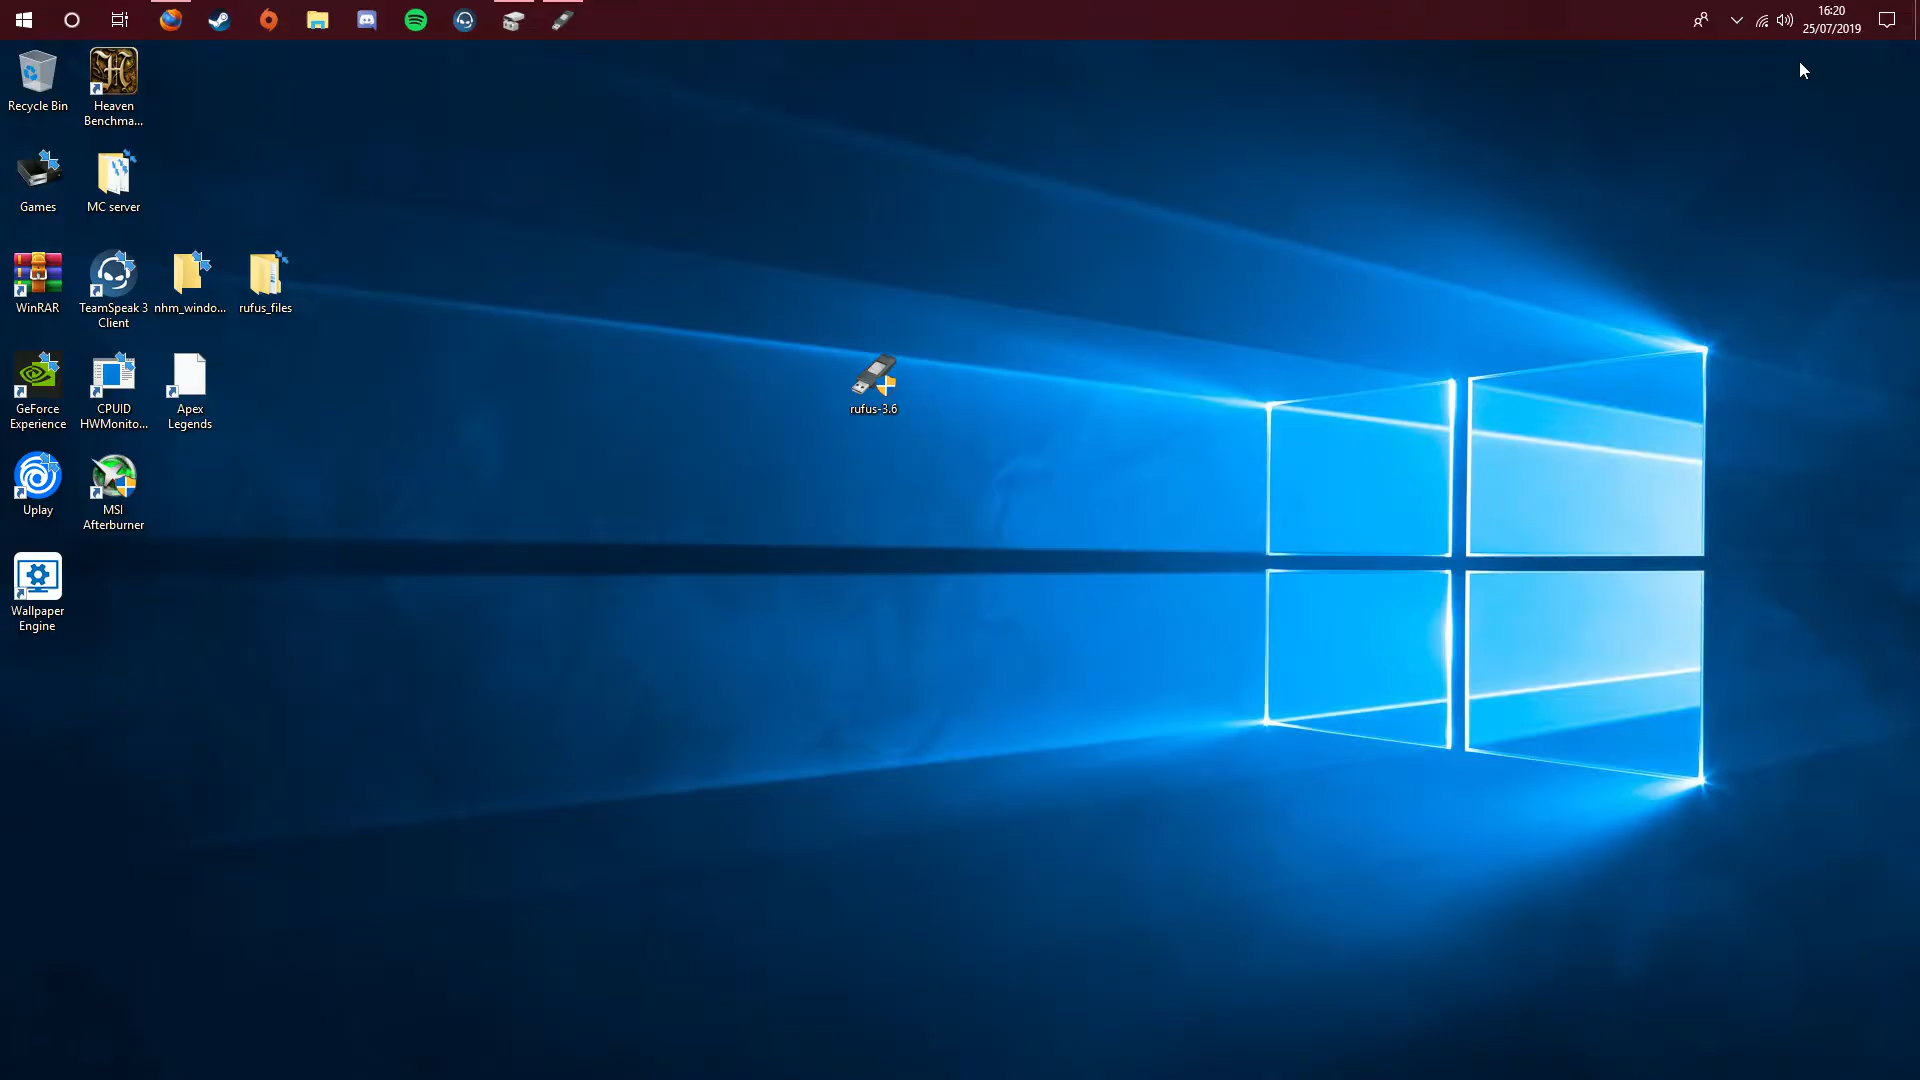 16:20
25/07/2019
Recycle Bin
Heaven
Benchma...
Games
MC server
WinRAR
TeamSpeak 3
Client
nhm_windo...
rufus_files
GeForce
Experience
CPUID
HWMonito...
Apex
Legends
rufus-3.6
Uplay
MSI
Afterburner
Wallpaper
Engine